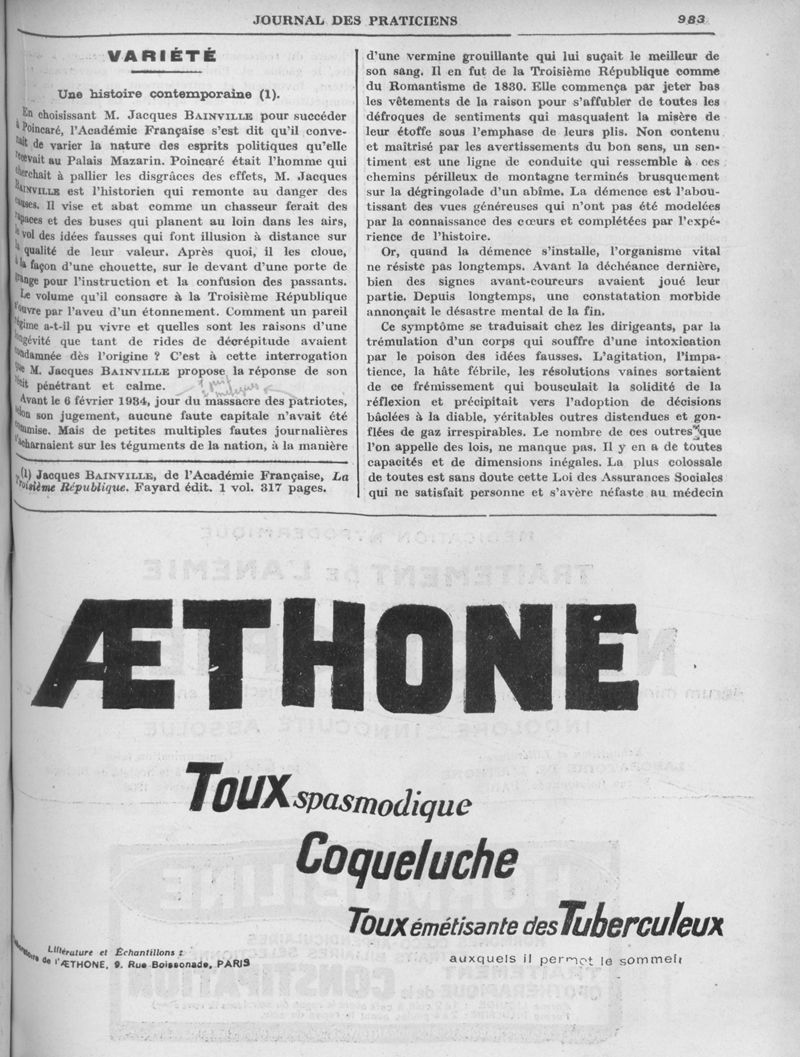 JOURNAL DES PRATICIENS
983
VARIÉTÉ
Une histoire contemporaine (1).
En choisissant M. Jacques BAINVILLE pour succéder
à Poincaré, l'Académie Française s'est dit qu'il conve-
nait de varier la nature des esprits politiques qu'elle
recevait au Palais Mazarin. Poincaré était l'homme qui
cherchait à pallier les disgrâces des effets, M. Jacques
BAINVILLE est l'historien qui remonte au danger des
causes. Il vise et abat comme un chasseur ferait des
rapaces et des buses qui planent au loin dans les airs,
le vol des idées fausses qui font illusion à distance sur
la qualité de leur valeur. Après quoi, il les cloue,
à la façon d'une chouette, sur le devant d'une porte de
grange pour l'instruction et la confusion des passants.
Le volume qu'il consacre à la Troisième République
s'ouvre par l'aveu d'un étonnement. Comment un pareil
régime a-t-il pu vivre et quelles sont les raisons d'une
longévité que tant de rides de décrépitude avaient
condamnée dès l'origine ? C'est à cette interrogation
que M. Jacques BAINVILLE propose la réponse de son
esprit pénétrant et calme.
Avant le 6 février 1934, jour du massacre des patriotes,
selon son jugement, aucune faute capitale n'avait été
commise. Mais de petites multiples fautes journalières
s'acharnaient sur les téguments de la nation, à la manière
(1) Jacques BAINVILLE, de l'Académie Française, La
Troisième République. Fayard édit. 1 vol. 317 pages.
d'une vermine grouillante qui lui suçait le meilleur de
son sang. Il en fut de la Troisième République comme
du Romantisme de 1830. Elle commença par jeter bas
les vêtements de la raison pour s'affubler de toutes les
défroques de sentiments qui masquaient la misère de
leur étoffe sous l'emphase de leurs plis. Non contenu
et maîtrisé par les avertissements du bon sens, un sen-
timent est une ligne de conduite qui ressemble à ces
chemins périlleux de montagne terminés brusquement
sur la dégringolade d'un abîme. La démence est l'abou-
tissant des vues généreuses qui n'ont pas été modelées
par la connaissance des cœurs et complétées par l'expé-
rience de l'histoire.
Or, quand la démence s'installe, l'organisme vital
ne résiste pas longtemps. Avant la déchéance dernière,
bien des signes avant-coureurs avaient joué leur
partie. Depuis longtemps, une constatation morbide
annonçait le désastre mental de la fin.
Ce symptôme se traduisait chez les dirigeants, par la
trémulation d'un corps qui souffre d'une intoxication
par le poison des idées fausses. L'agitation, l'impa-
tience, la hâte fébrile, les résolutions vaines sortaient
de ce frémissement qui bousculait la solidité de la
réflexion et précipitait vers l'adoption de décisions
bâclées à la diable, véritables outres distendues et gon-
flées de gaz irrespirables. Le nombre de ces outres que
l'on appelle des lois, ne manque pas. Il y en a de toutes
capacités et de dimensions inégales. La plus colossale
de toutes est sans doute cette Loi des Assurances Sociales
qui ne satisfait personne et s'avère néfaste au médecin
ÆTHONE
Toux spasmodique
Coqueluche
Toux émétisante des Tuberculeux
auxquels il permet le sommeil
Littérature et Échantillons :
de l'ÆTHONE, 9, Rue Boissonade, PARIS